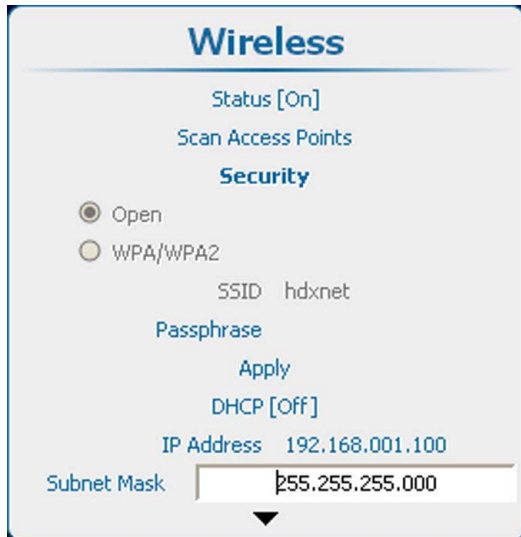 Wireless
Status [On]
Scan Access Points
Security
Open
WPA/WPA2
SSID hdxnet
Passphrase
Apply
DHCP [Off]
IP Address 192.168.001.100
Subnet Mask 255.255.255.000